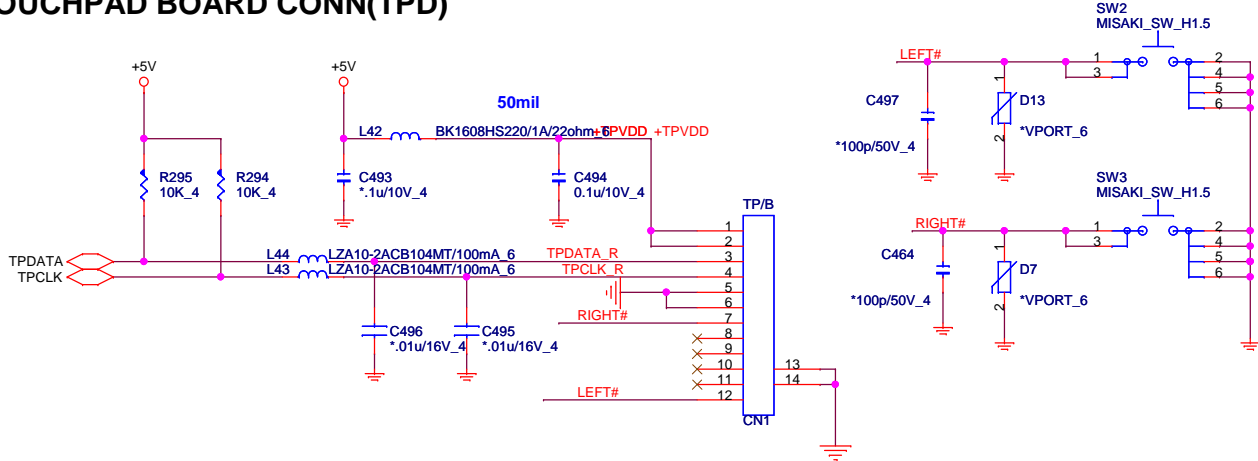 OUCHPAD BOARD CONN(TPD)
SW2
MISAKI_SW_H1.5
LEFT#
1
3
2
4
5
6
C497
*100p/50V_4
1
D13
*VPORT_6
2
+5V
+5V
50mil
L42
BK1608HS220/1A/22ohm_6
+TPVDD
+TPVDD
R295
10K_4
R294
10K_4
C493
*.1u/10V_4
C494
0.1u/10V_4
SW3
MISAKI_SW_H1.5
RIGHT#
1
3
2
4
5
6
C464
*100p/50V_4
1
D7
*VPORT_6
2
TP/B
TPDATA
TPCLK
L44
LZA10-2ACB104MT/100mA_6
TPDATA_R
L43
LZA10-2ACB104MT/100mA_6
TPCLK_R
RIGHT#
LEFT#
1
2
3
4
5
6
7
8
9
10
11
12
13
14
C496
*.01u/16V_4
C495
*.01u/16V_4
CN1